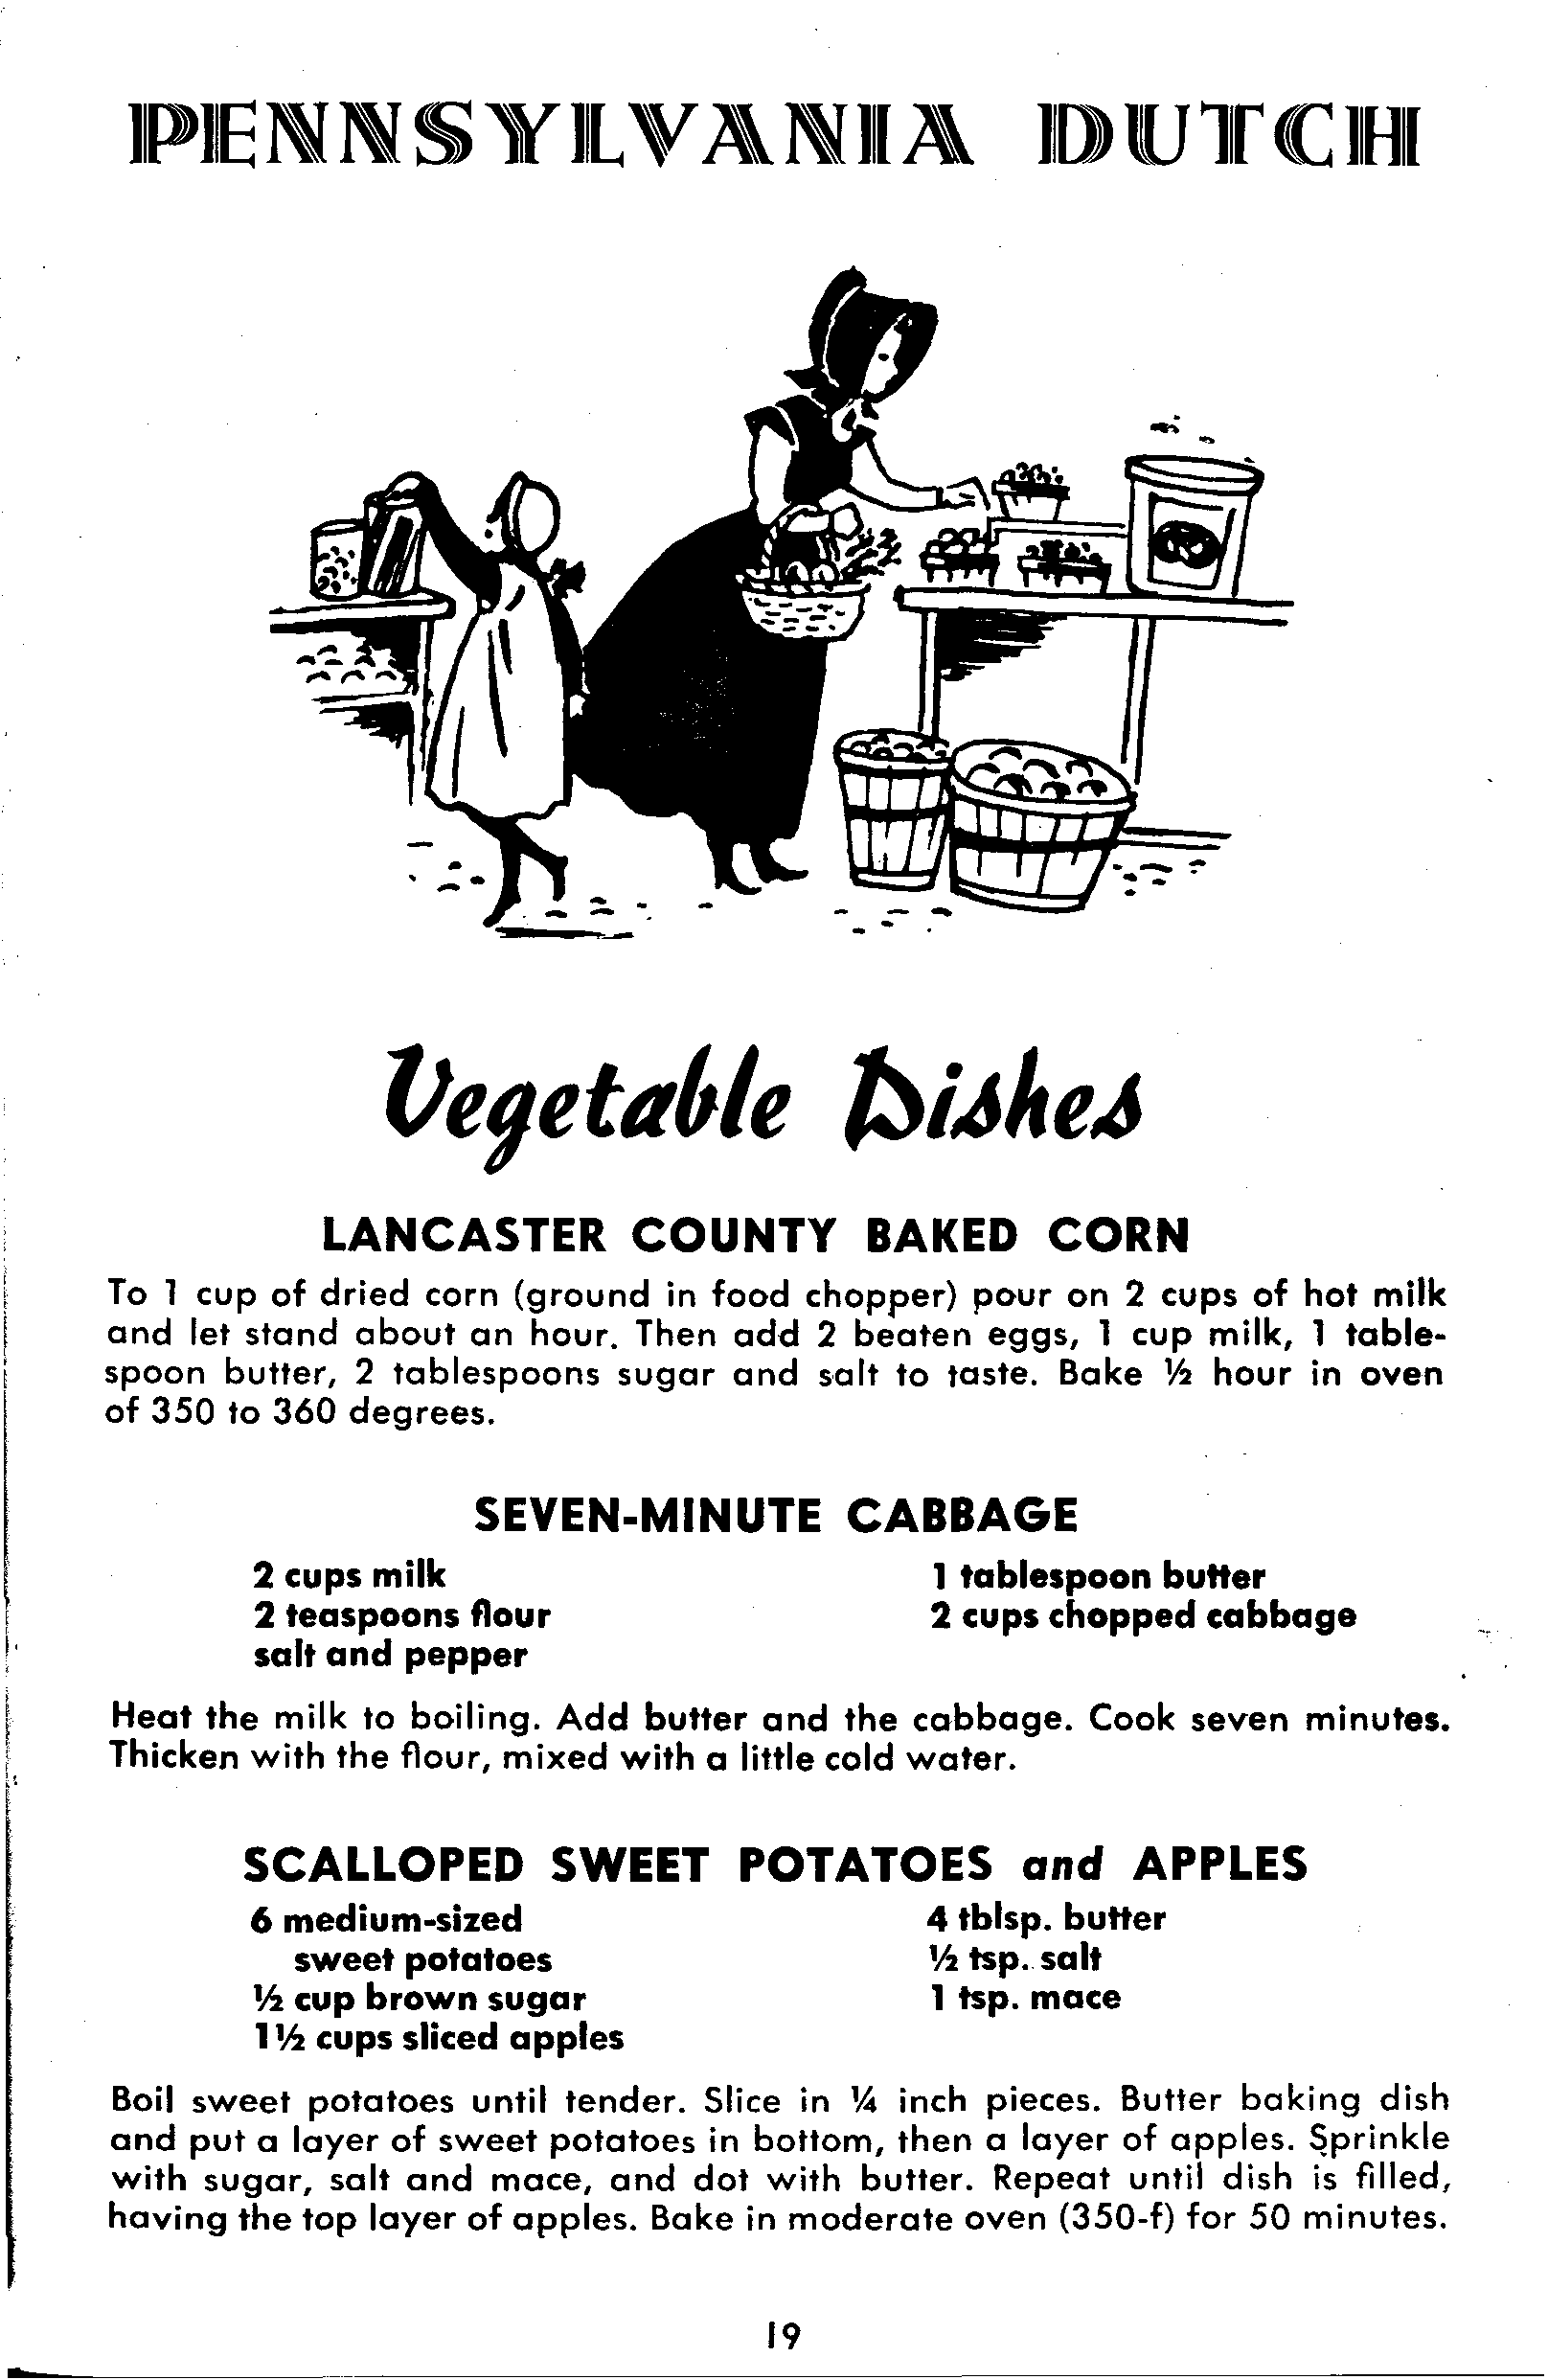 PENNSYLVANIA DUTCH
Vegetable Dishes
LANCASTER COUNTY BAKED CORN
To 1 cup of dried corn (ground in food chopper) pour on 2 cups of hot milk
and let stand about an hour. Then add 2 beaten eggs, 1 cup milk, 1 table-
spoon butter, 2 tablespoons sugar and salt to taste. Bake ½ hour in oven
of 350 to 360 degrees.
SEVEN-MINUTE CABBAGE
2 cups milk
2 teaspoons flour
salt and pepper
1 tablespoon butter
2 cups chopped cabbage
Heat the milk to boiling. Add butter and the cabbage. Cook seven minutes.
Thicken with the flour, mixed with a little cold water.
SCALLOPED SWEET POTATOES and APPLES
6 medium-sized
sweet potatoes
½ cup brown sugar
1½ cups sliced apples
4 tblsp. butter
½ tsp. salt
1 tsp. mace
Boil sweet potatoes until tender. Slice in ¼ inch pieces. Butter baking dish
and put a layer of sweet potatoes in bottom, then a layer of apples. Sprinkle
with sugar, salt and mace, and dot with butter. Repeat until dish is filled,
having the top layer of apples. Bake in moderate oven (350-f) for 50 minutes.
19